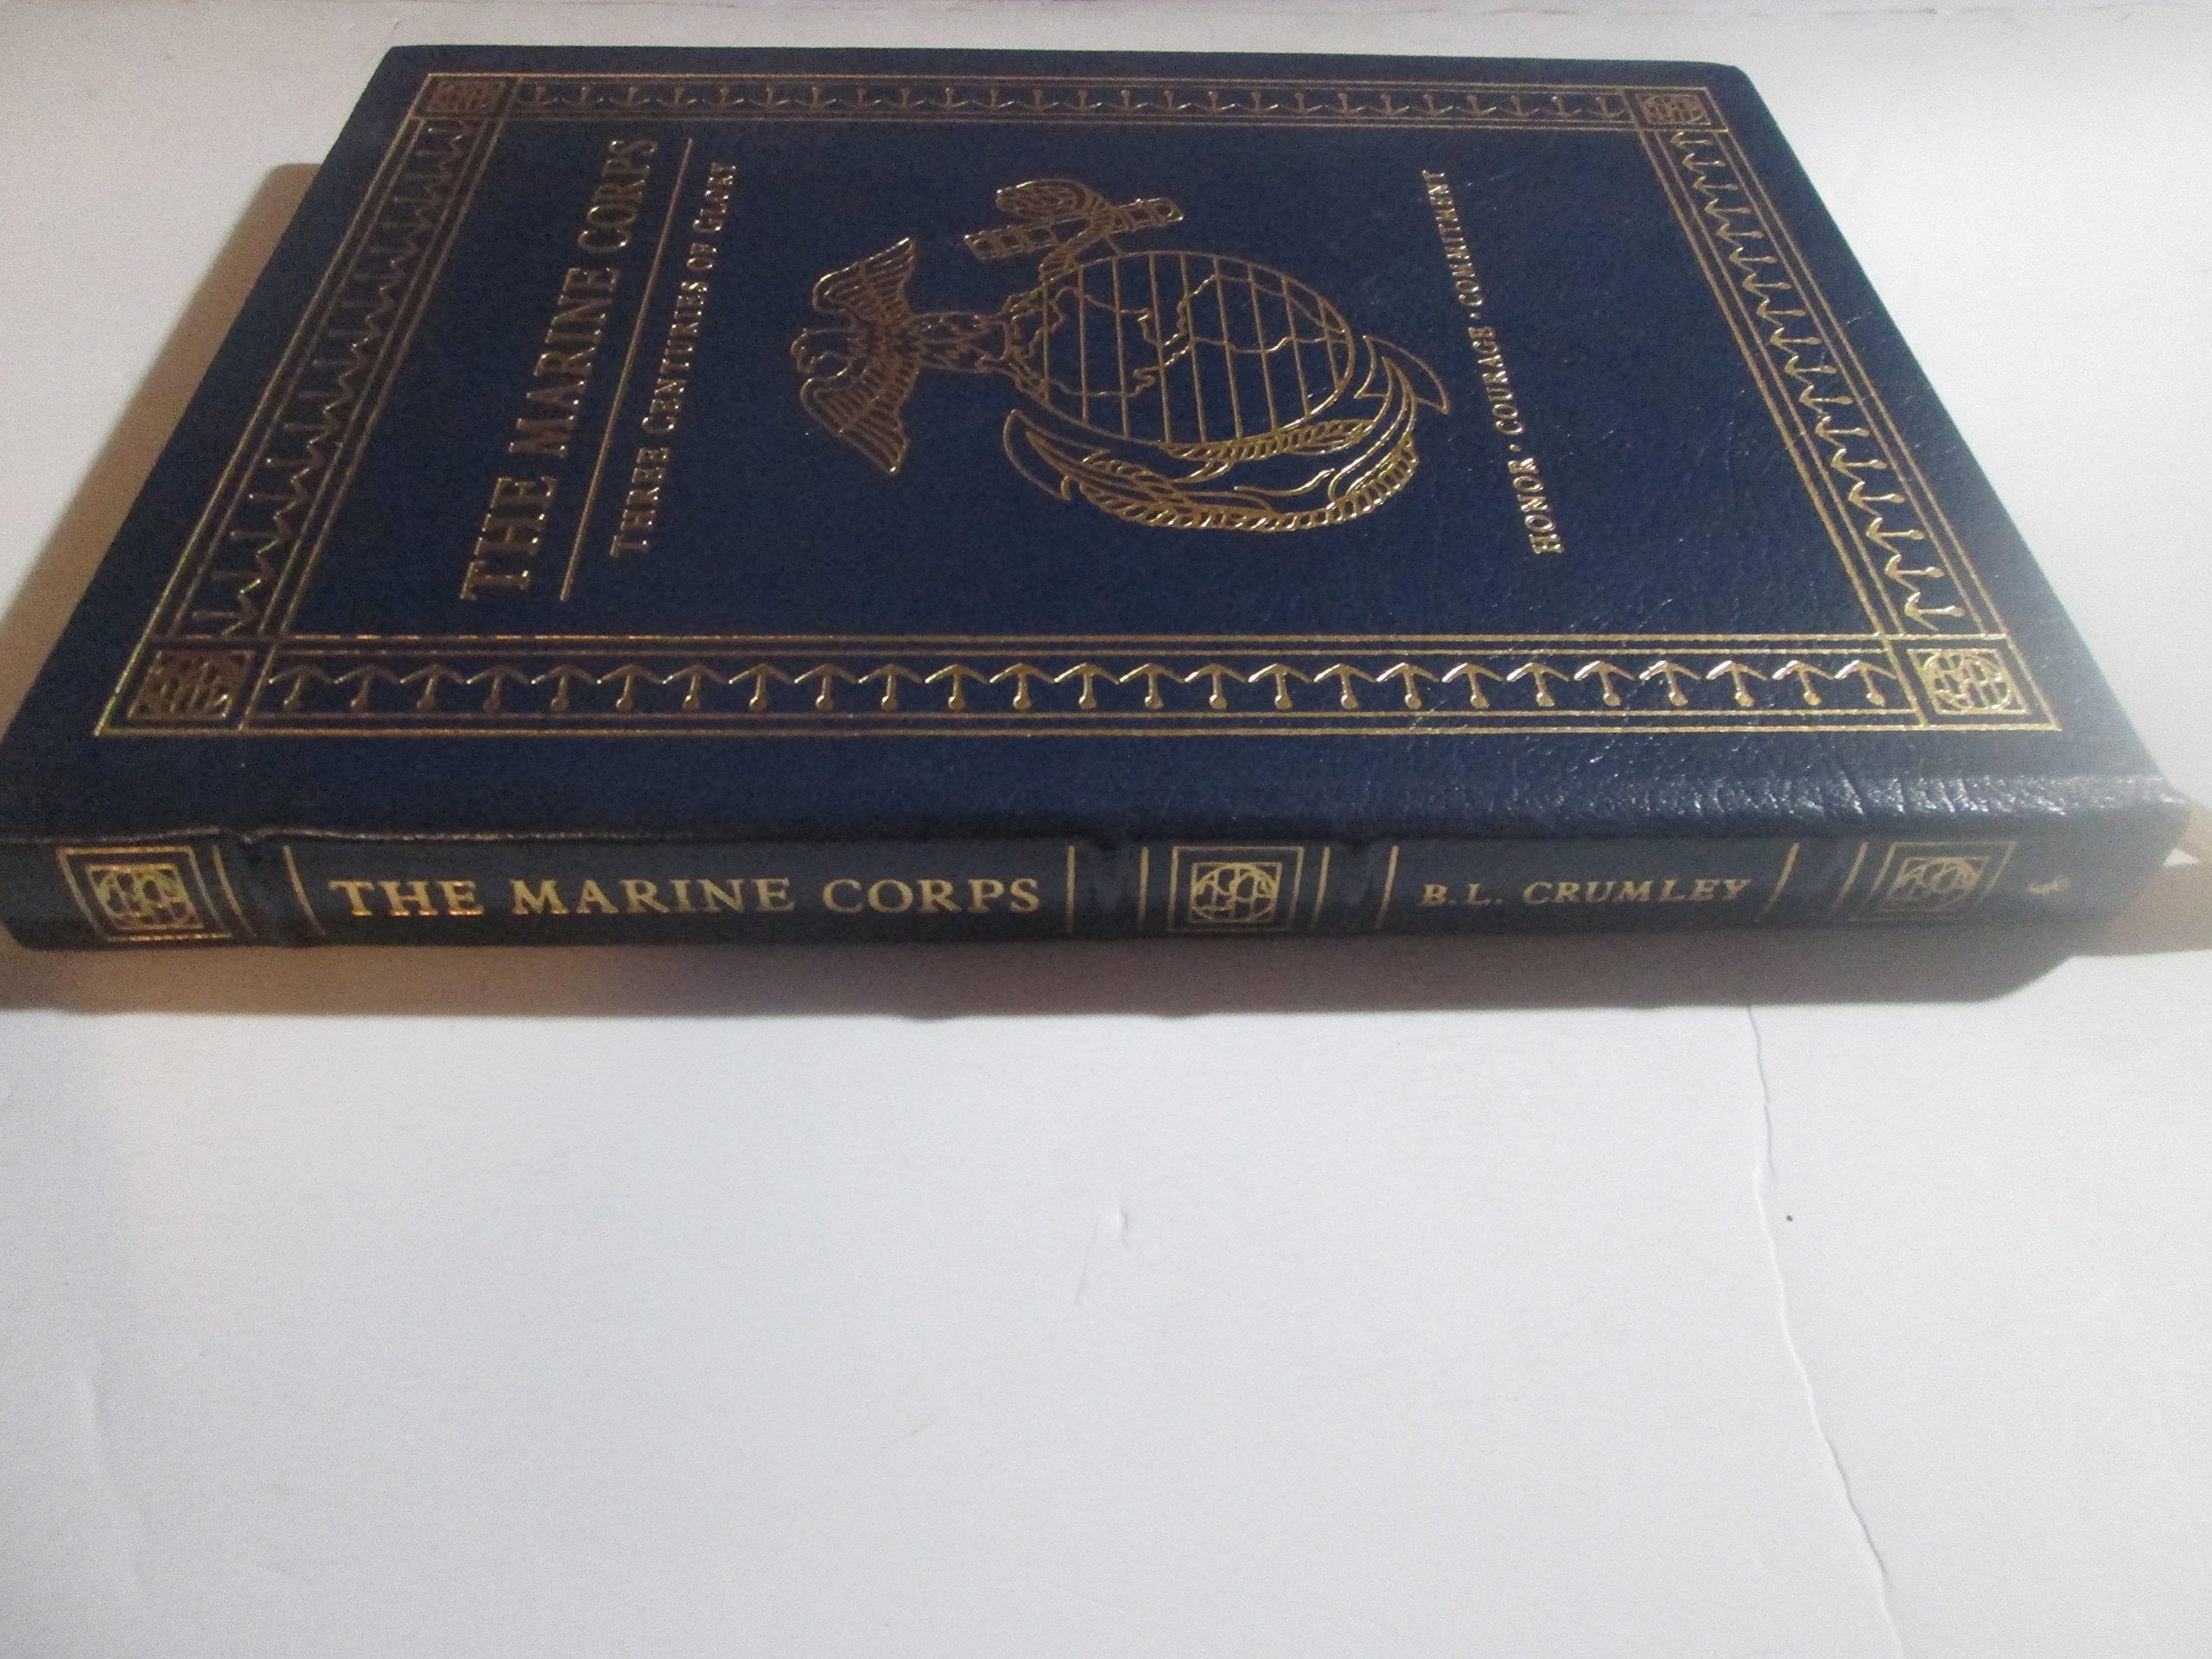 THE MARINE CORPS
THREE CENTURIES OF GLORY
HONOR · COURAGE · COMMITMENT
THE MARINE CORPS
B.L. CRUMLEY